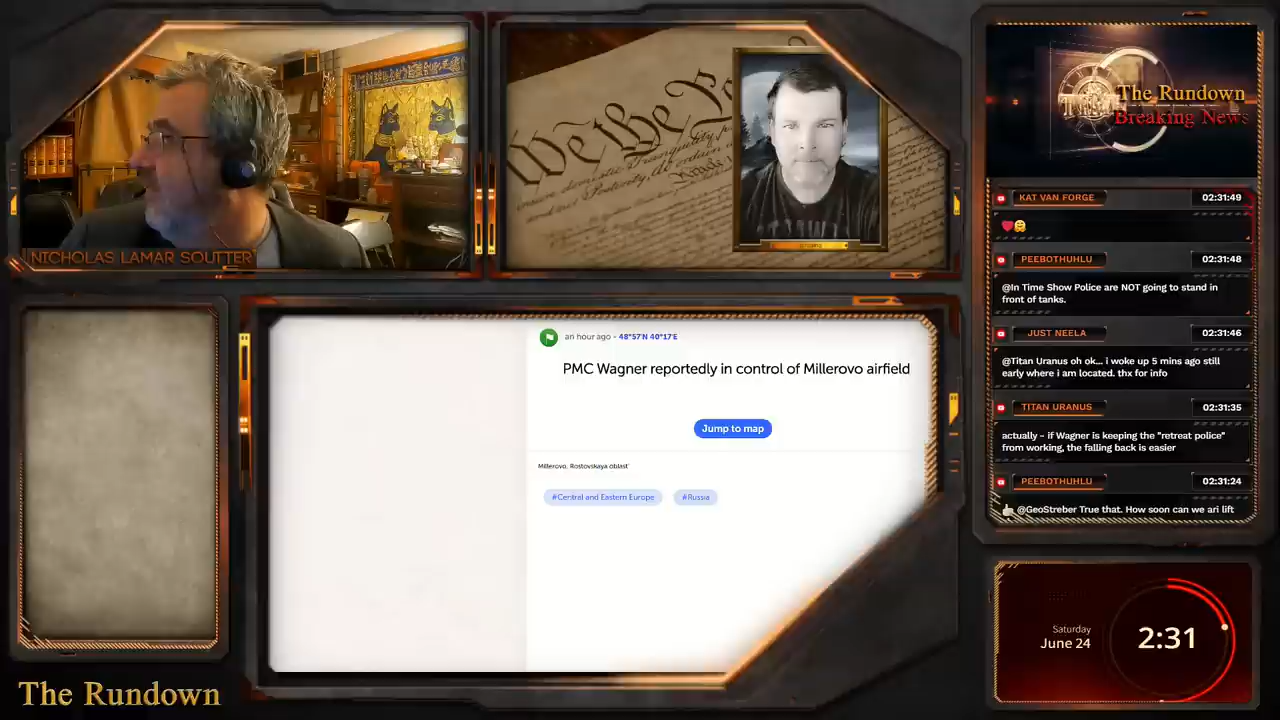 NICHOLAS LAMAR SOUTTER
We the Pe
The Rundown
Breaking News
KAT VAN FORGE
02:31:49
❤️🤗
PEEBOTHUHLU
02:31:48
@In Time Show Police are NOT going to stand in
front of tanks.
JUST NEELA
02:31:46
@Titan Uranus oh ok... i woke up 5 mins ago still
early where i am located. thx for info
TITAN URANUS
02:31:35
actually - if Wagner is keeping the "retreat police"
from working, the falling back is easier
PEEBOTHUHLU
02:31:24
@GeoStreber True that. How soon can we ari lift
an hour ago - 48°57'N 40°17'E
PMC Wagner reportedly in control of Millerovo airfield
Jump to map
Millerovo, Rostovskaya oblast'
#Central and Eastern Europe
#Russia
Saturday
June 24
2:31
The Rundown